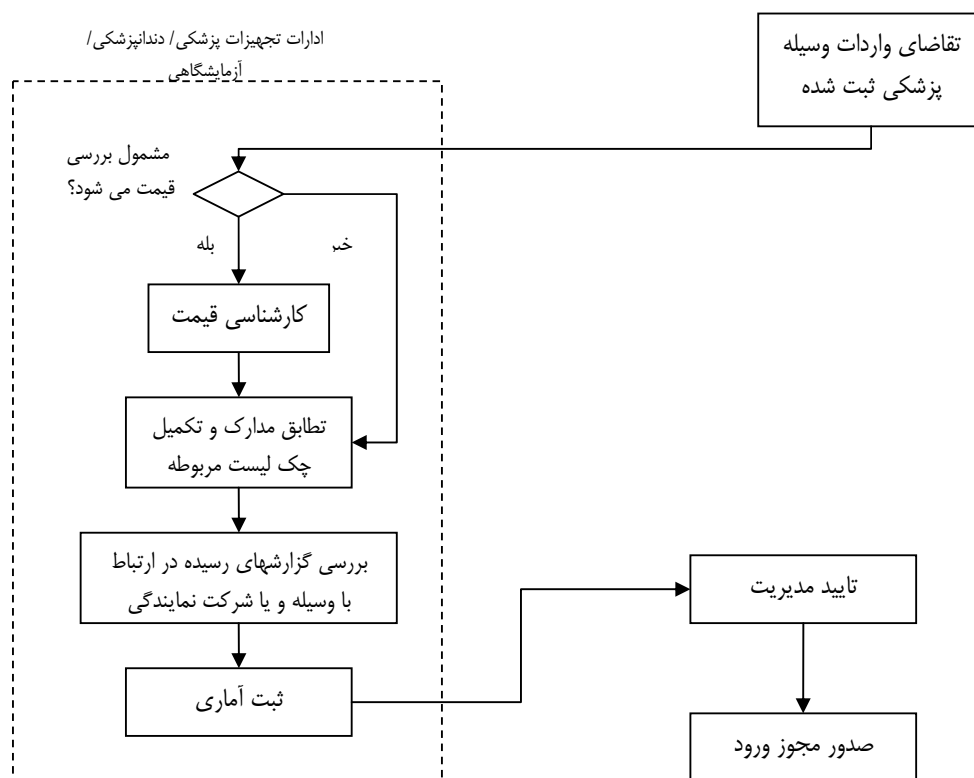 تقاضای واردات وسیله
پزشکی ثبت شده
ادارات تجهیزات پزشکی/ دندانپزشکی/
آزمایشگاهی
مشمول بررسی
قیمت می شود؟
بله
خیر
کارشناسی قیمت
تطابق مدارک و تکمیل
چک لیست مربوطه
بررسی گزارشهای رسیده در ارتباط
با وسیله و یا شرکت نمایندگی
ثبت آماری
تایید مدیریت
صدور مجوز ورود